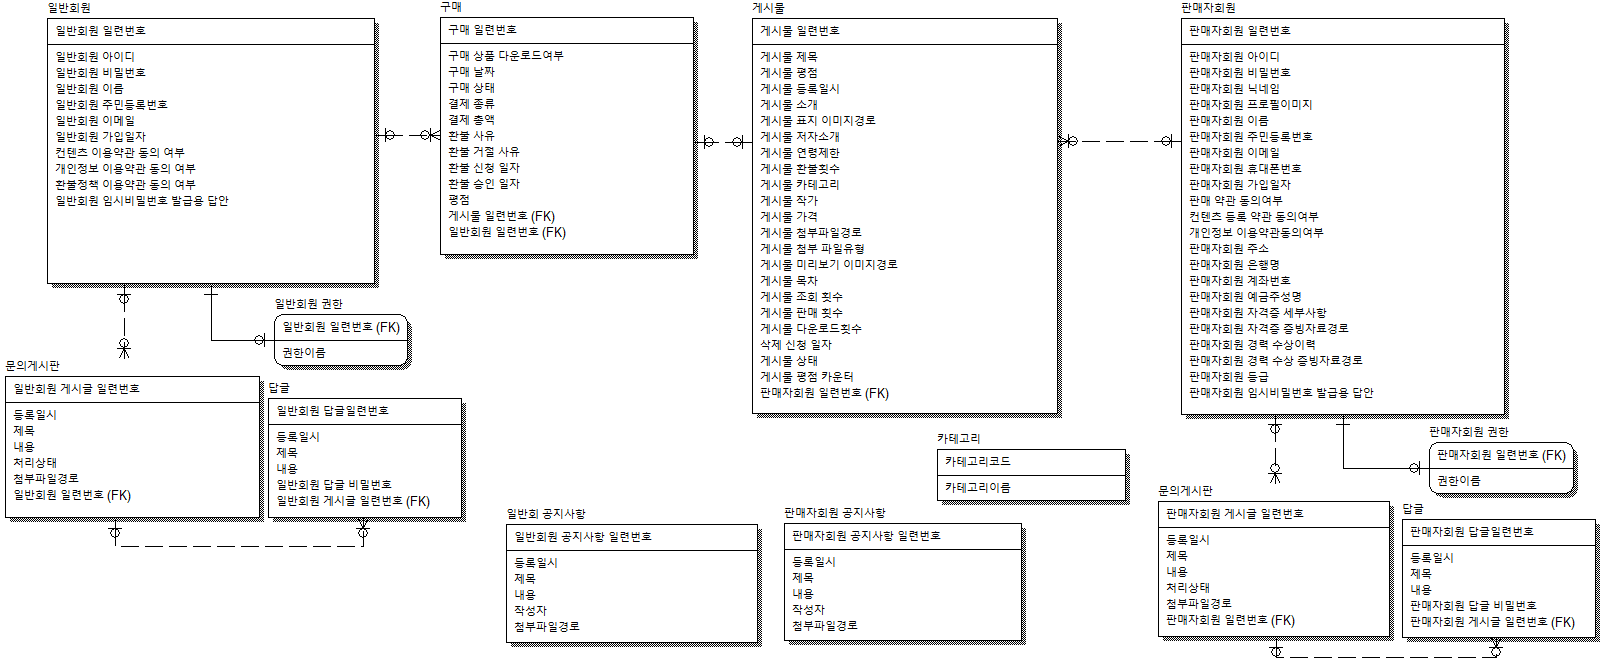 일반회원
일반회원 일련번호
일반회원 아이디
일반회원 비밀번호
일반회원 이름
일반회원 주민등록번호
일반회원 이메일
일반회원 가입일자
컨텐츠 이용약관 동의 여부
개인정보 이용약관 동의 여부
환불정책 이용약관 동의 여부
일반회원 임시비밀번호 발급용 답안
구매
구매 일련번호
구매 상품 다운로드여부
구매 날짜
구매 상태
결제 종류
결제 총액
환불 사유
환불 거절 사유
환불 신청 일자
환불 승인 일자
평점
게시물 일련번호 (FK)
일반회원 일련번호 (FK)
게시물
게시물 일련번호
게시물 제목
게시물 평점
게시물 등록일시
게시물 소개
게시물 표지 이미지경로
게시물 저자소개
게시물 연령제한
게시물 환불횟수
게시물 카테고리
게시물 작가
게시물 가격
게시물 첨부파일경로
게시물 첨부 파일유형
게시물 미리보기 이미지경로
게시물 목차
게시물 조회 횟수
게시물 판매 횟수
게시물 다운로드횟수
삭제 신청 일자
게시물 상태
게시물 평점 카운터
판매자회원 일련번호 (FK)
판매자회원
판매자회원 일련번호
판매자회원 아이디
판매자회원 비밀번호
판매자회원 닉네임
판매자회원 프로필이미지
판매자회원 이름
판매자회원 주민등록번호
판매자회원 이메일
판매자회원 휴대폰번호
판매자회원 가입일자
판매 약관 동의여부
컨텐츠 등록 약관 동의여부
개인정보 이용약관동의여부
판매자회원 주소
판매자회원 은행명
판매자회원 계좌번호
판매자회원 예금주성명
판매자회원 자격증 세부사항
판매자회원 자격증 증빙자료경로
판매자회원 경력 수상이력
판매자회원 경력 수상 증빙자료경로
판매자회원 등급
판매자회원 임시비밀번호 발급용 답안
일반회원 권한
일반회원 일련번호 (FK)
권한이름
문의게시판
일반회원 게시글 일련번호
등록일시
제목
내용
처리상태
첨부파일경로
일반회원 일련번호 (FK)
답글
일반회원 답글일련번호
등록일시
제목
내용
일반회원 답글 비밀번호
일반회원 게시글 일련번호 (FK)
카테고리
카테고리코드
카테고리이름
일반회 공지사항
일반회원 공지사항 일련번호
등록일시
제목
내용
작성자
첨부파일경로
판매자회원 공지사항
판매자회원 공지사항 일련번호
등록일시
제목
내용
작성자
첨부파일경로
판매자회원 권한
판매자회원 일련번호 (FK)
권한이름
문의게시판
판매자회원 게시글 일련번호
등록일시
제목
내용
처리상태
첨부파일경로
판매자회원 일련번호 (FK)
답글
판매자회원 답글일련번호
등록일시
제목
내용
판매자회원 답글 비밀번호
판매자회원 게시글 일련번호 (FK)